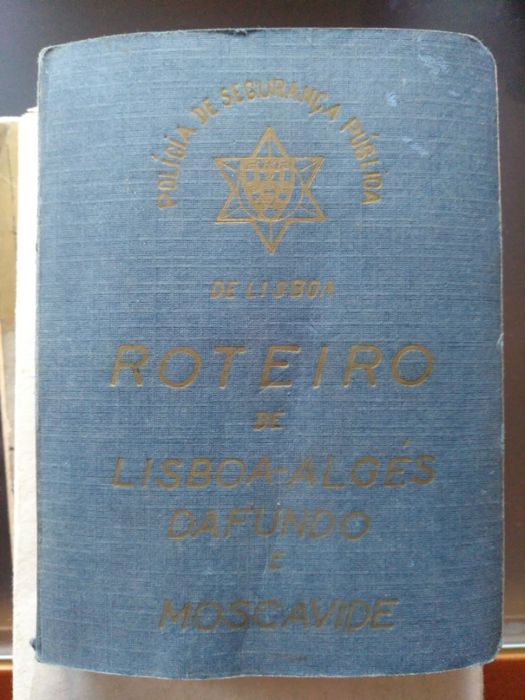 POLÍCIA DE SEGURANÇA PÚBLICA
DE LISBOA
ROTEIRO
DE
LISBOA-ALGÉS
DAFUNDO
E
MOSCAVIDE